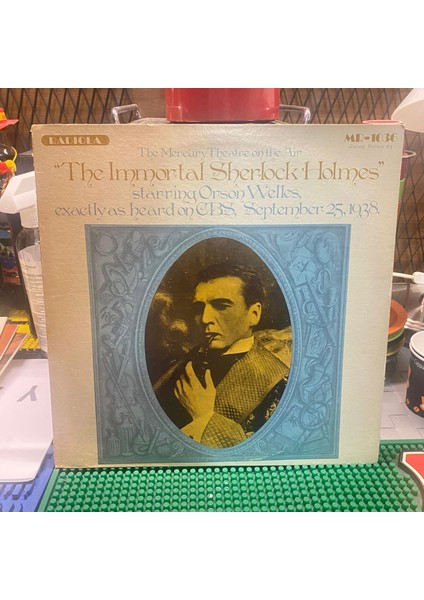 RADIOLA
MR-1036
The Mercury Theatre on the Air
"The Immortal Sherlock Holmes"
starring Orson Welles,
exactly as heard on CBS, September 25, 1938.